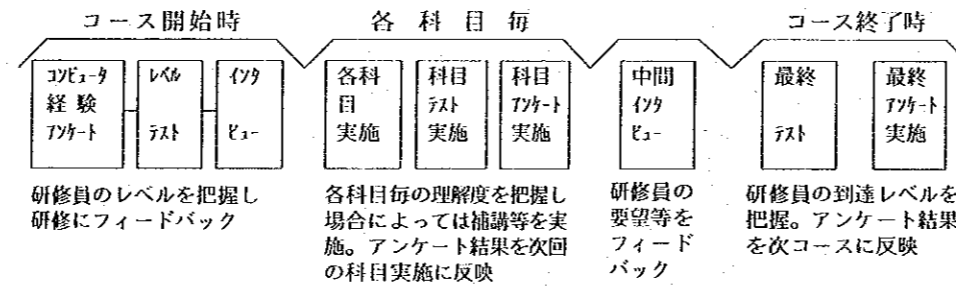 コース開始時
各科目毎
コース終了時
コンピュータ
経験
アンケート
レベル
テスト
インタ
ビュー
各科
目
実施
科目
テスト
実施
科目
アンケート
実施
中間
インタ
ビュー
最終
テスト
最終
アンケート
実施
研修員のレベルを把握し
研修にフィードバック
各科目毎の理解度を把握し
場合によっては補講等を実
施。アンケート結果を次回
の科目実施に反映
研修員の
要望等を
フィード
バック
研修員の到達レベルを
把握。アンケート結果
を次コースに反映